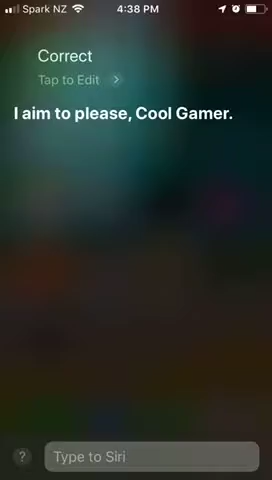 Spark NZ 4:38 PM
Correct
Tap to Edit
I aim to please, Cool Gamer.
? Type to Siri